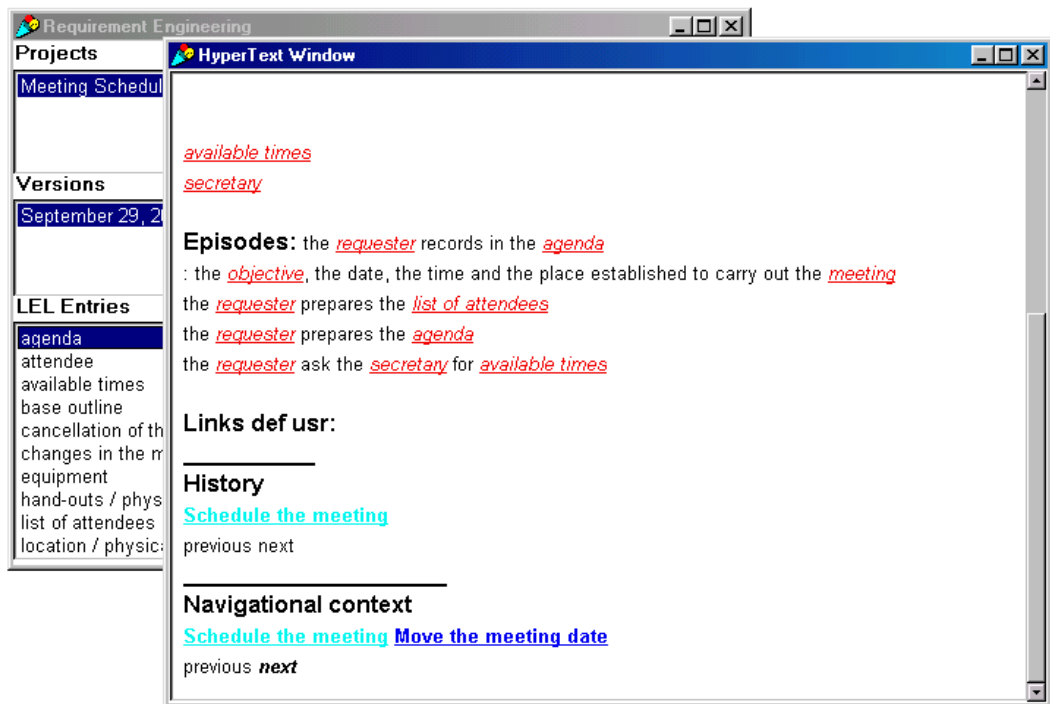 Requirement Engineering
Projects
Meeting Schedul
Versions
September 29, 2
LEL Entries
agenda
attendee
available times
base outline
cancellation of th
changes in the m
equipment
hand-outs / phys
list of attendees
location / physic
HyperText Window
available times
secretary
Episodes: the requester records in the agenda
: the objective, the date, the time and the place established to carry out the meeting
the requester prepares the list of attendees
the requester prepares the agenda
the requester ask the secretary for available times
Links def usr:
History
Schedule the meeting
previous next
Navigational context
Schedule the meeting Move the meeting date
previous next